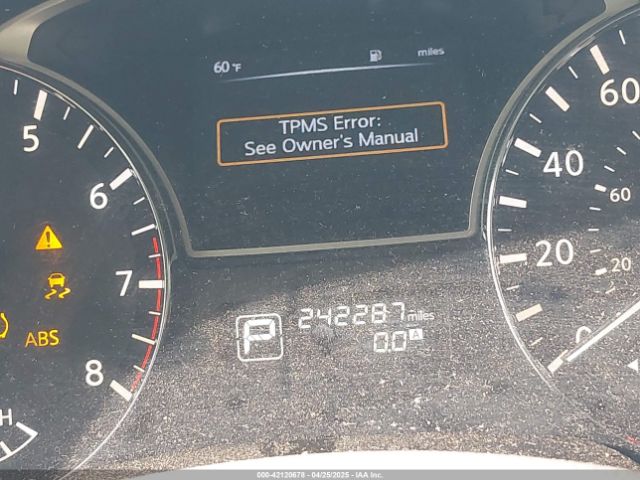 60°F miles
TPMS Error:
See Owner's Manual
5
6
7
8
ABS
H
P
242287 miles
0.0 A
60
40
20
0
60
20
000-42120678 - 04/25/2025 - IAA Inc.